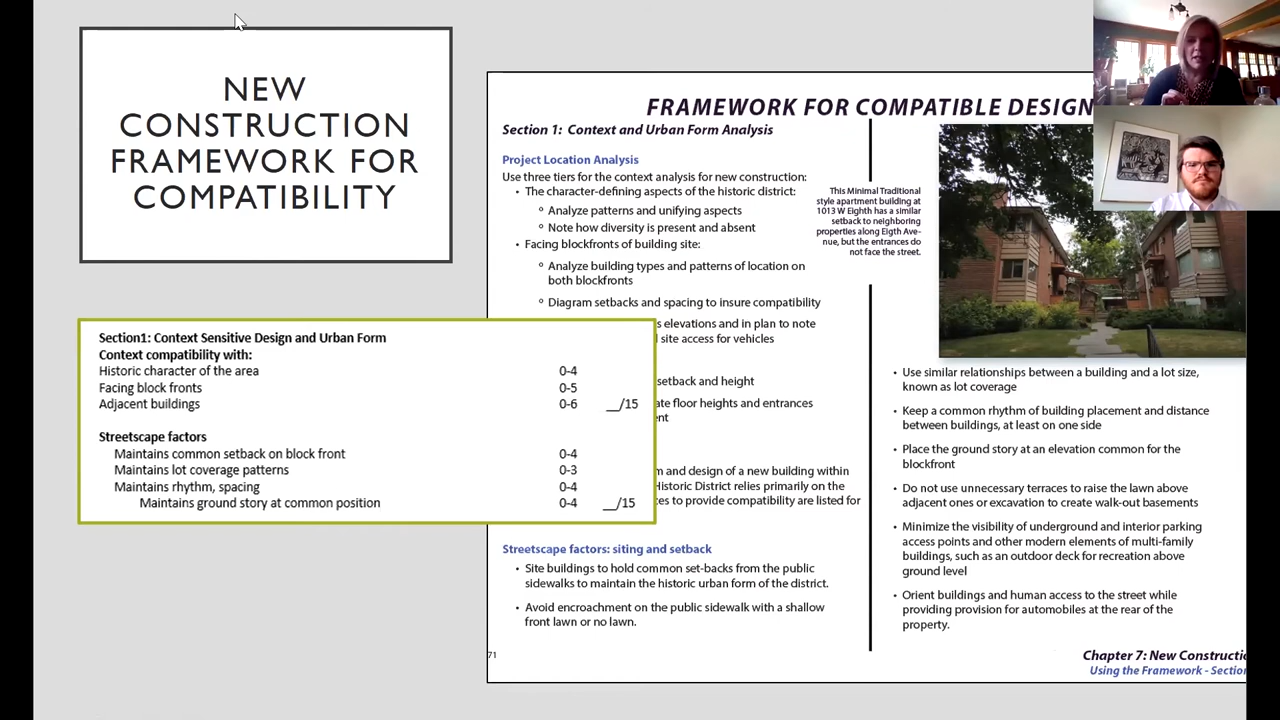 NEW
CONSTRUCTION
FRAMEWORK FOR
COMPATIBILITY
FRAMEWORK FOR COMPATIBLE DESIGN
Section 1: Context and Urban Form Analysis
Project Location Analysis
Use three tiers for the context analysis for new construction:
• The character-defining aspects of the historic district:
° Analyze patterns and unifying aspects
° Note how diversity is present and absent
• Facing blockfronts of building site:
° Analyze building types and patterns of location on
both blockfronts
° Diagram setbacks and spacing to insure compatibility
elevations and in plan to note
site access for vehicles
setback and height
floor heights and entrances
and design of a new building within
Historic District relies primarily on the
to provide compatibility are listed for
Streetscape factors: siting and setback
• Site buildings to hold common set-backs from the public
sidewalks to maintain the historic urban form of the district.
• Avoid encroachment on the public sidewalk with a shallow
front lawn or no lawn.
71
This Minimal Traditional
style apartment building at
1013 W Eighth has a similar
setback to neighboring
properties along Eigth Ave-
nue, but the entrances do
not face the street.
• Use similar relationships between a building and a lot size,
known as lot coverage
• Keep a common rhythm of building placement and distance
between buildings, at least on one side
• Place the ground story at an elevation common for the
blockfront
• Do not use unnecessary terraces to raise the lawn above
adjacent ones or excavation to create walk-out basements
• Minimize the visibility of underground and interior parking
access points and other modern elements of multi-family
buildings, such as an outdoor deck for recreation above
ground level
• Orient buildings and human access to the street while
providing provision for automobiles at the rear of the
property.
Chapter 7: New Constructio
Using the Framework - Section
Section1: Context Sensitive Design and Urban Form
Context compatibility with:
Historic character of the area 0-4
Facing block fronts 0-5
Adjacent buildings 0-6 __/15
Streetscape factors
Maintains common setback on block front 0-4
Maintains lot coverage patterns 0-3
Maintains rhythm, spacing 0-4
Maintains ground story at common position 0-4 __/15